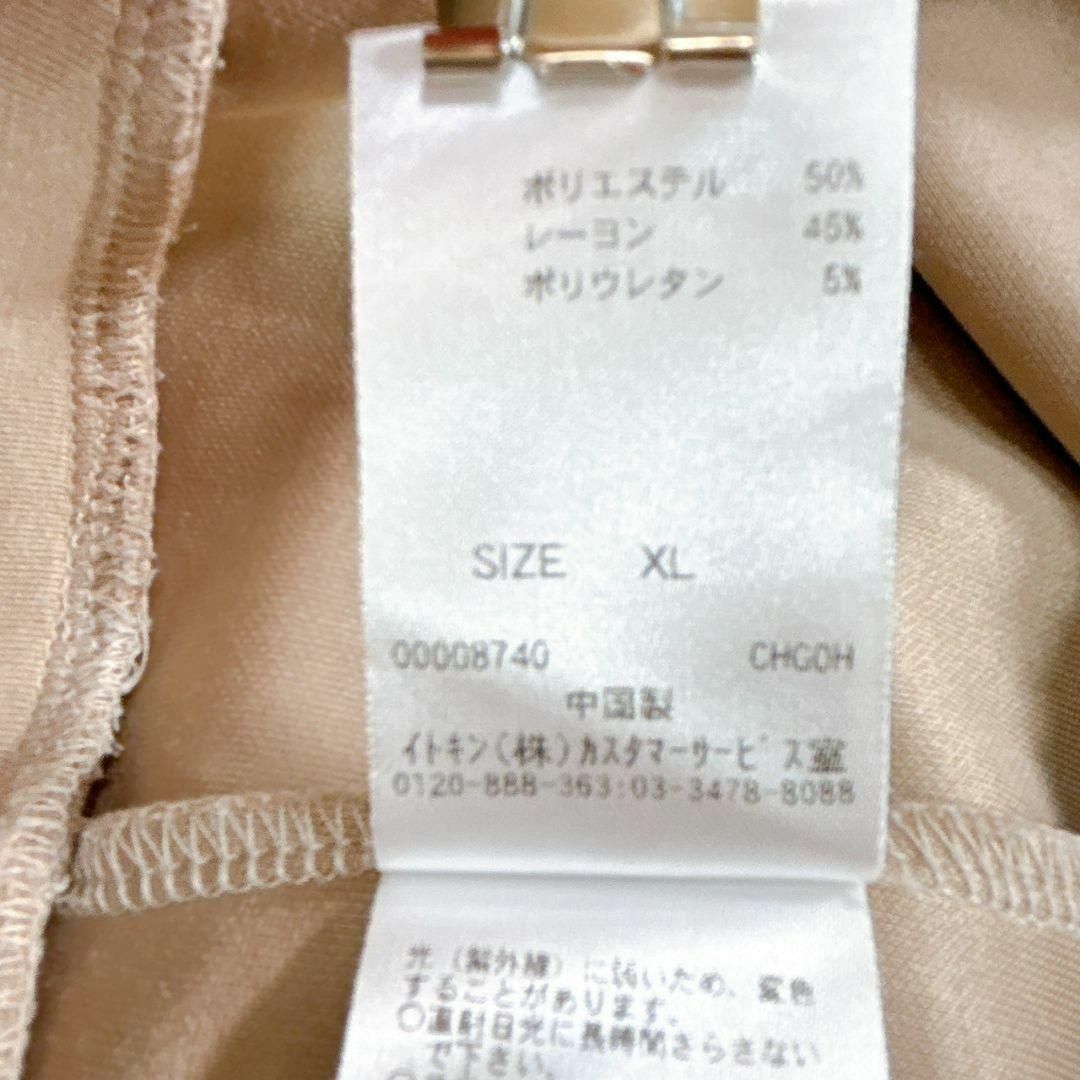 ポリエステル 50%
レーヨン 45%
ポリウレタン 5%
SIZE XL
00008740 CHGOH
中国製
イトキン(株)カスタマーサービス室
0120-888-363:03-3478-8088
光(紫外線)に弱いため、変色
することがあります。
○直射日光に長時間さらさない
で下さい。